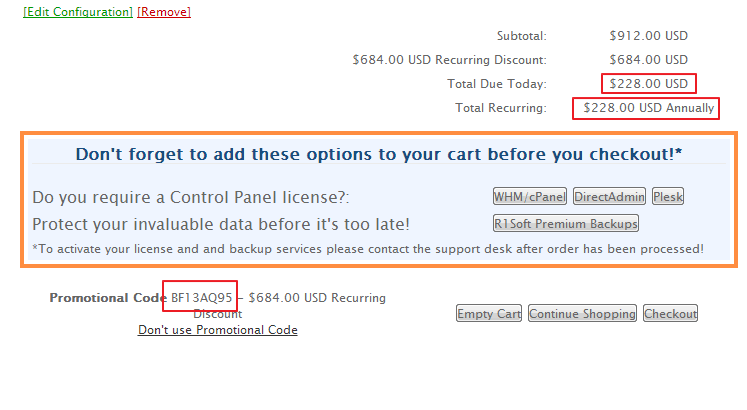 [Edit Configuration] [Remove]
Subtotal: $912.00 USD
$684.00 USD Recurring Discount: $684.00 USD
Total Due Today: $228.00 USD
Total Recurring: $228.00 USD Annually
Don't forget to add these options to your cart before you checkout!*
Do you require a Control Panel license?: WHM/cPanel DirectAdmin Plesk
Protect your invaluable data before it's too late! R1Soft Premium Backups
*To activate your license and and backup services please contact the support desk after order has been processed!
Promotional Code BF13AQ95 - $684.00 USD Recurring
Discount
Don't use Promotional Code
Empty Cart Continue Shopping Checkout